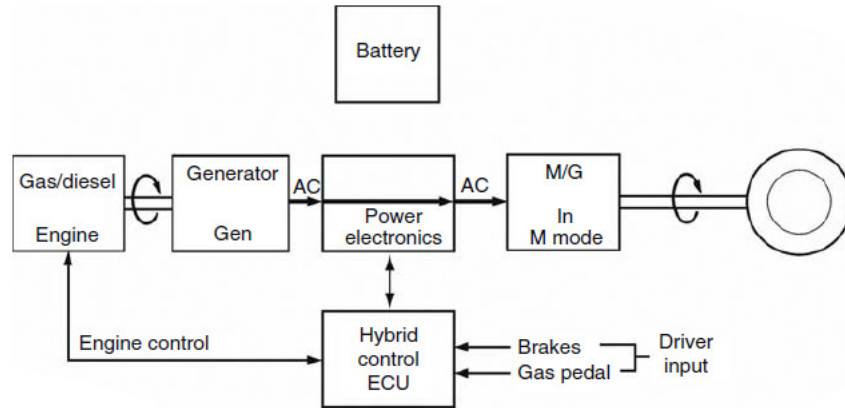 Battery
Gas/diesel
Engine
Generator
Gen
AC
Power
electronics
AC
M/G
In
M mode
Engine control
Hybrid
control
ECU
Brakes
Gas pedal
Driver
input